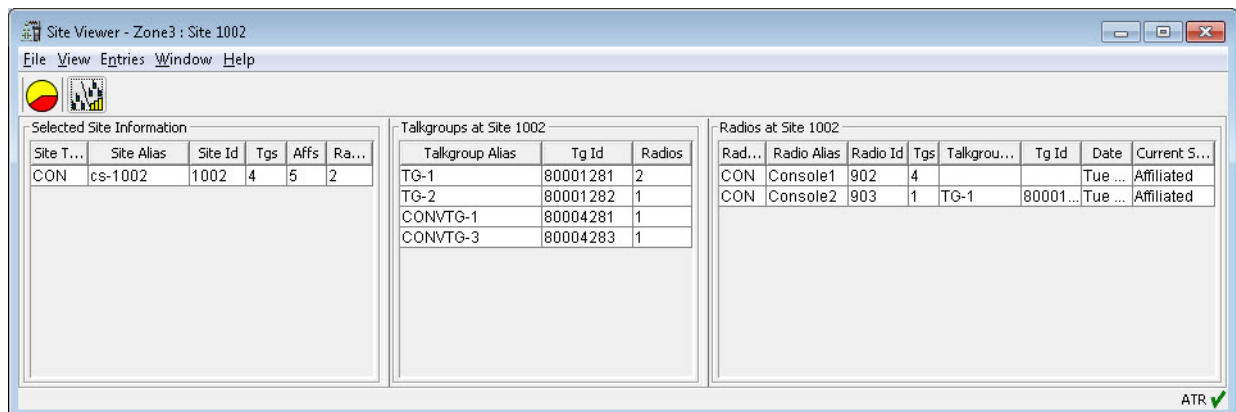 Site Viewer - Zone3 : Site 1002
File View Entries Window Help
Selected Site Information
Site T... Site Alias Site Id Tgs Affs Ra...
CON cs-1002 1002 4 5 2
Talkgroups at Site 1002
Talkgroup Alias Tg Id Radios
TG-1 80001281 2
TG-2 80001282 1
CONVTG-1 80004281 1
CONVTG-3 80004283 1
Radios at Site 1002
Rad... Radio Alias Radio Id Tgs Talkgrou... Tg Id Date Current S...
CON Console1 902 4 Tue ... Affiliated
CON Console2 903 1 TG-1 80001... Tue ... Affiliated
ATR